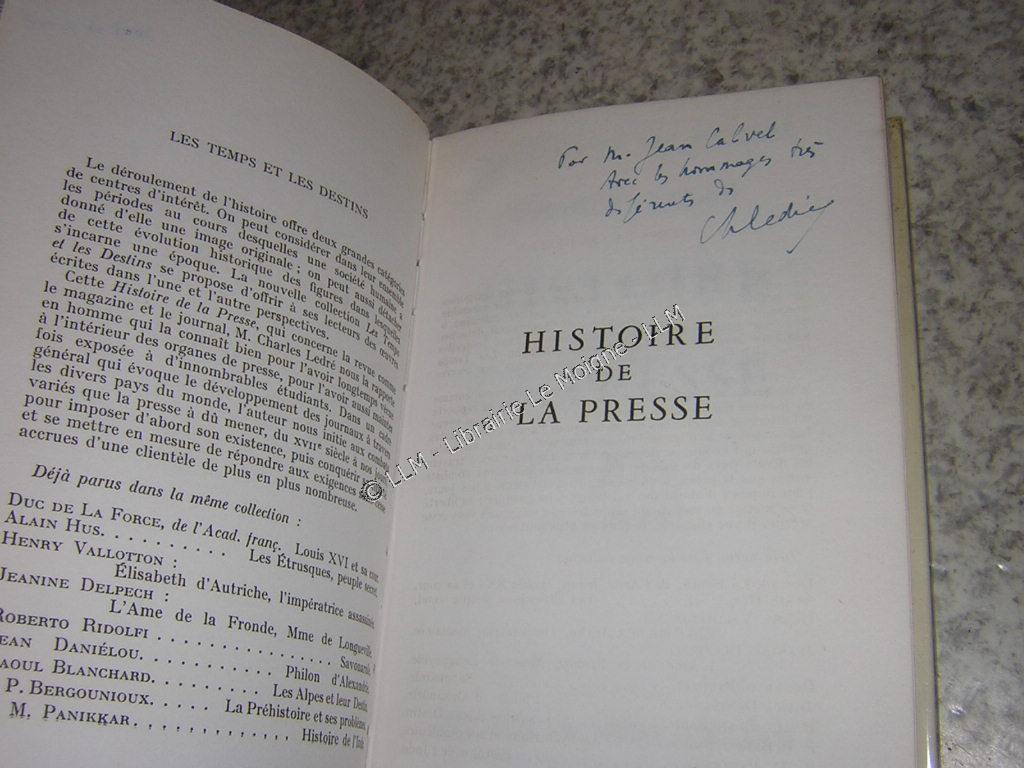 LES TEMPS ET LES DESTINS
Le déroulement de l'histoire offre deux grandes catégories
de centres d'intérêt. On peut considérer dans leur ensemble
les périodes au cours desquelles une société humaine a
donné d'elle une image originale ; on peut aussi détacher
de cette évolution historique des figures dans lesquelles
s'incarne une époque. La nouvelle collection Les Temps
et les Destins se propose d'offrir à ses lecteurs des œuvres
écrites dans l'une et l'autre perspectives.
Cette Histoire de la Presse, qui concerne la revue comme
le magazine et le journal, M. Charles Ledré nous la rapporte
en homme qui la connaît bien pour l'avoir longtemps vécue
à l'intérieur des organes de presse, pour l'avoir aussi maintes
fois exposée à d'innombrables étudiants. Dans un cadre
général qui évoque le développement des journaux à travers
les divers pays du monde, l'auteur nous initie aux combats
variés que la presse a dû mener, du XVIIe siècle à nos jours,
pour imposer d'abord son existence, puis conquérir
et se mettre en mesure de répondre aux exigences sans cesse
accrues d'une clientèle de plus en plus nombreuse.
Déjà parus dans la même collection :
DUC DE LA FORCE, de l'Acad. franç. Louis XVI et sa cour.
ALAIN HUS. . . . . . . . . . Les Étrusques, peuple secret.
HENRY VALLOTTON :
Élisabeth d'Autriche, l'impératrice assassinée.
JEANINE DELPECH :
L'Ame de la Fronde, Mme de Longueville.
ROBERTO RIDOLFI . . . . . . . . . . . . . . Savonarole.
EAN DANIÉLOU. . . . . . . . . . . Philon d'Alexandrie.
AOUL BLANCHARD. . . . . . . . . Les Alpes et leur Destin.
P. BERGOUNIOUX. . . . . La Préhistoire et ses problèmes.
M. PANIKKAR . . . . . . . . . . . . . Histoire de l'Inde.
Pour M. Jean Calvet
Avec les hommages très
déférents de
Ch Ledré
HISTOIRE
DE
LA PRESSE
© LLM - Librairie Le Moigne - LLM